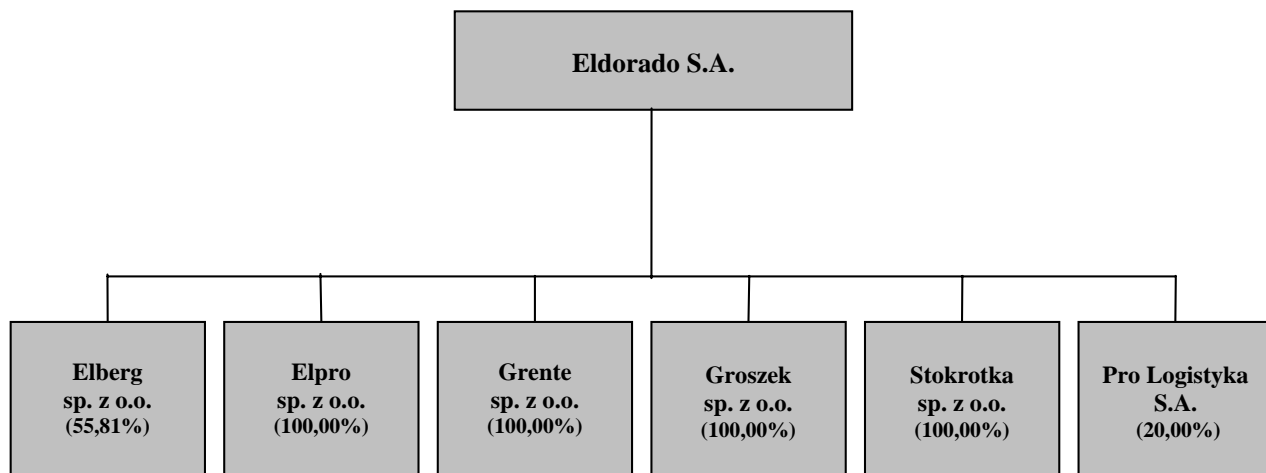 Eldorado S.A.
Elberg
sp. z o.o.
(55,81%)
Elpro
sp. z o.o.
(100,00%)
Grente
sp. z o.o.
(100,00%)
Groszek
sp. z o.o.
(100,00%)
Stokrotka
sp. z o.o.
(100,00%)
Pro Logistyka
S.A.
(20,00%)